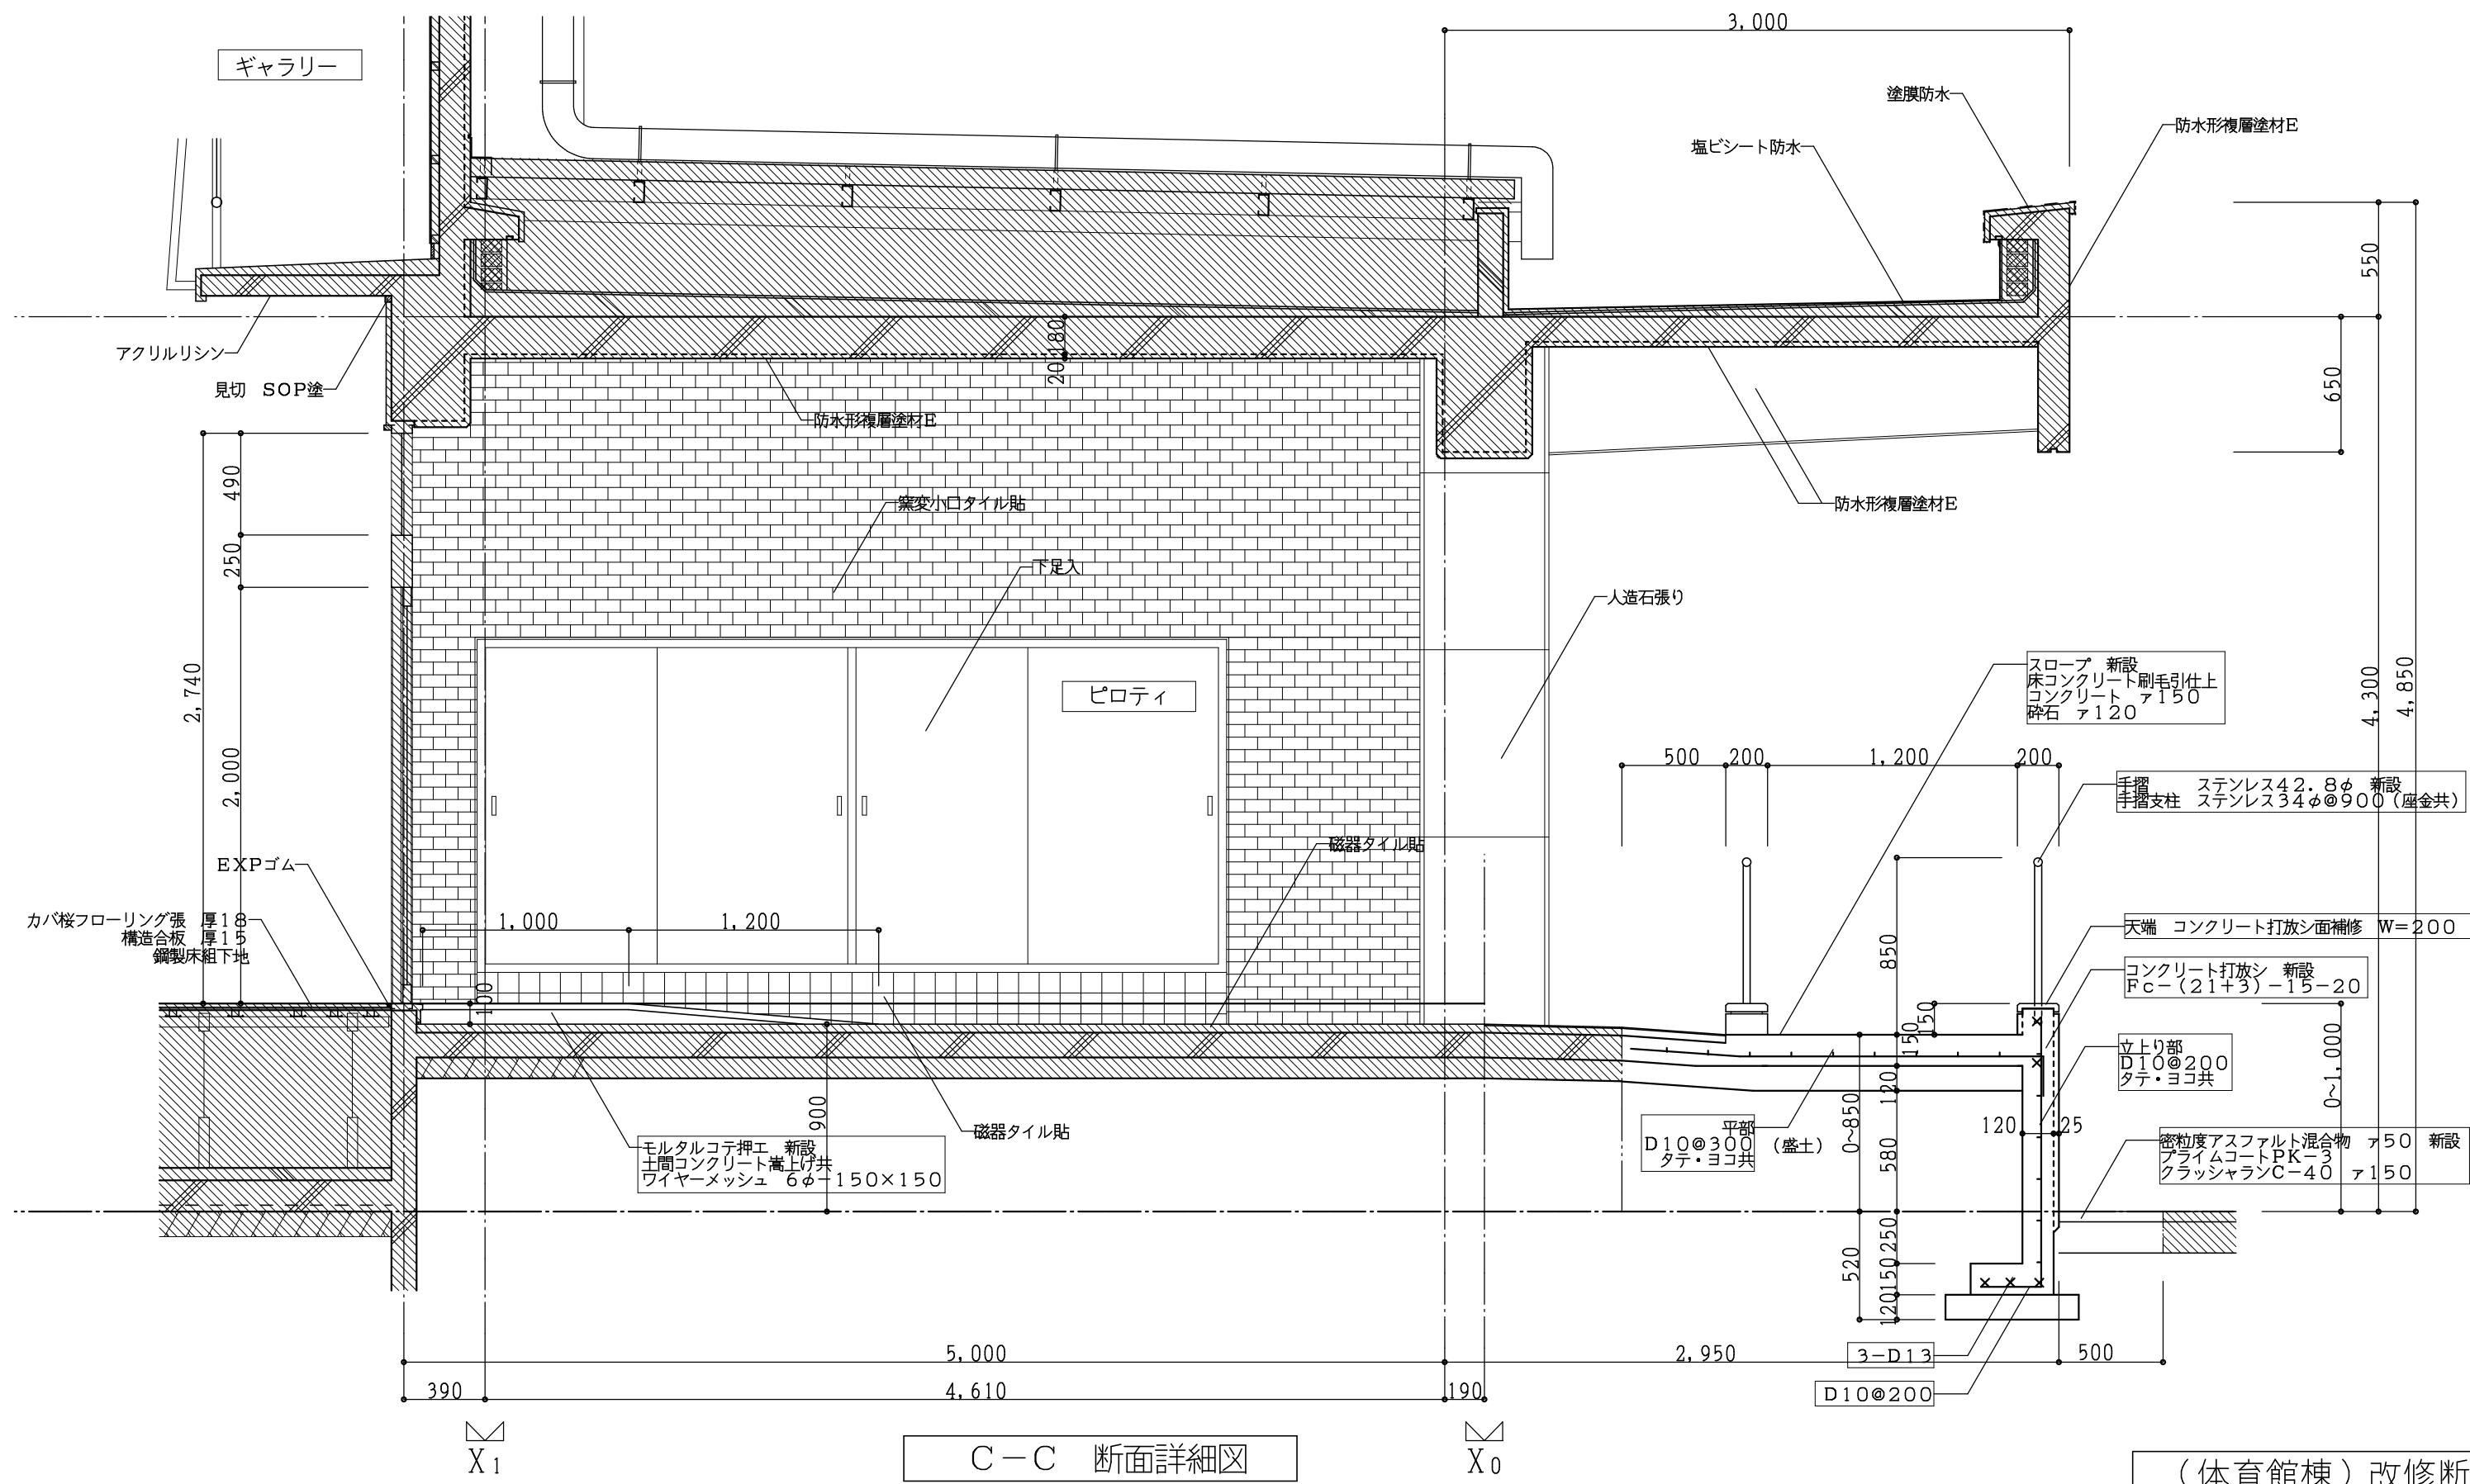 3,000
ギャラリー
塗膜防水
防水形複層塗材E
塩ビシート防水
550
アクリルリシン
見切 SOP塗
180
20
防水形複層塗材E
650
490
250
窯変小口タイル貼
防水形複層塗材E
下足入
人造石張り
2,740
2,000
ピロティ
スロープ 新設
床コンクリート刷毛引仕上
コンクリート ァ150
砕石 ァ120
4,300
4,850
500
200
1,200
200
手摺 ステンレス42.8φ 新設
手摺支柱 ステンレス34φ@900(座金共)
EXPゴム
磁器タイル貼
カバ桜フローリング張 厚18
構造合板 厚15
鋼製床組下地
1,000
1,200
850
天端 コンクリート打放シ面補修 W=200
コンクリート打放シ 新設
Fc-(21+3)-15-20
100
150
150
立上り部
D10@200
タテ・ヨコ共
900
磁器タイル貼
120
0~850
580
120
25
0~1,000
平部
D10@300
タテ・ヨコ共
(盛土)
モルタルコテ押エ 新設
土間コンクリート嵩上げ共
ワイヤーメッシュ 6φ-150×150
密粒度アスファルト混合物 ァ50 新設
プライムコートPK-3
クラッシャランC-40 ァ150
250
520
150
120
5,000
2,950
3-D13
500
390
4,610
190
D10@200
X1
C-C 断面詳細図
X0
(体育館棟)改修断